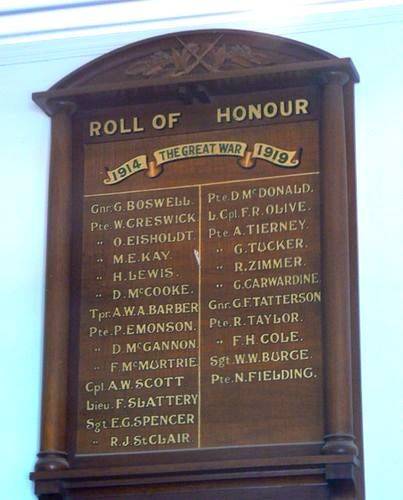 ROLL OF HONOUR
1914 THE GREAT WAR 1919
Gnr. G. BOSWELL.
Pte. W. CRESWICK.
" O. EISHOLDT.
" M. E. KAY.
" H. LEWIS.
" D. McCOOKE.
Tpr. A.W.A. BARBER
Pte. P. EMONSON.
" D. McGANNON.
" F. McMURTRIE.
Cpl. A.W. SCOTT
Lieu. F. SLATTERY
Sgt. E.G. SPENCER
" R.J. St CLAIR
Pte. D. McDONALD.
L. Cpl. F.R. OLIVE.
Pte. A. TIERNEY.
" G. TUCKER.
" R. ZIMMER.
" G. CARWARDINE.
Gnr. G.F. TATTERSON
Pte. R. TAYLOR.
" F.H. COLE.
Sgt. W.W. BURGE.
Pte. N. FIELDING.